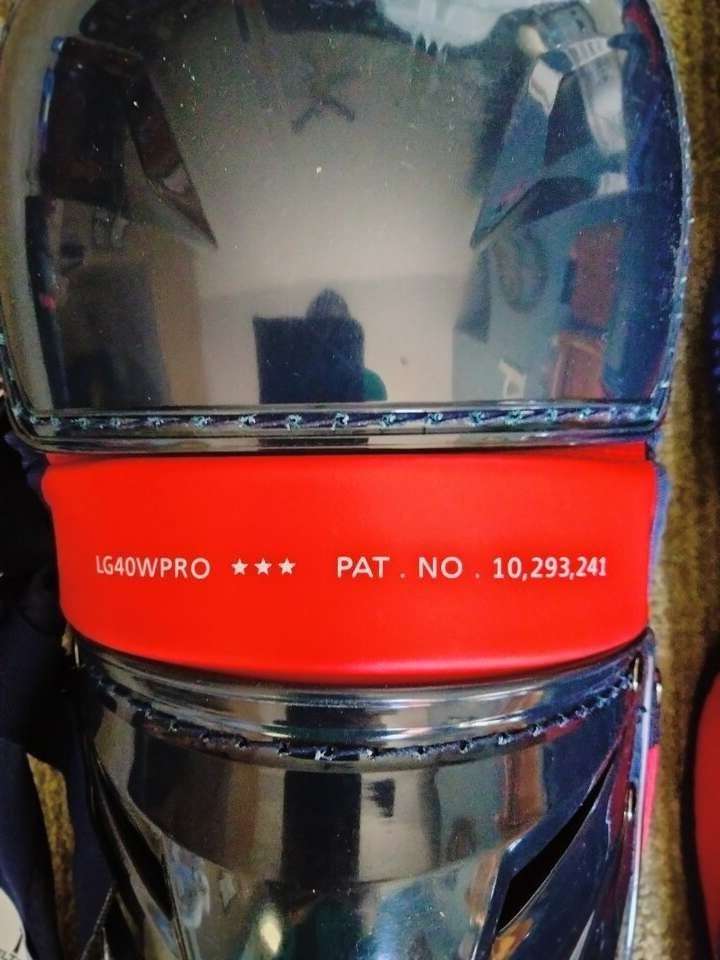 LG40WPRO ★★★ PAT . NO . 10,293,241